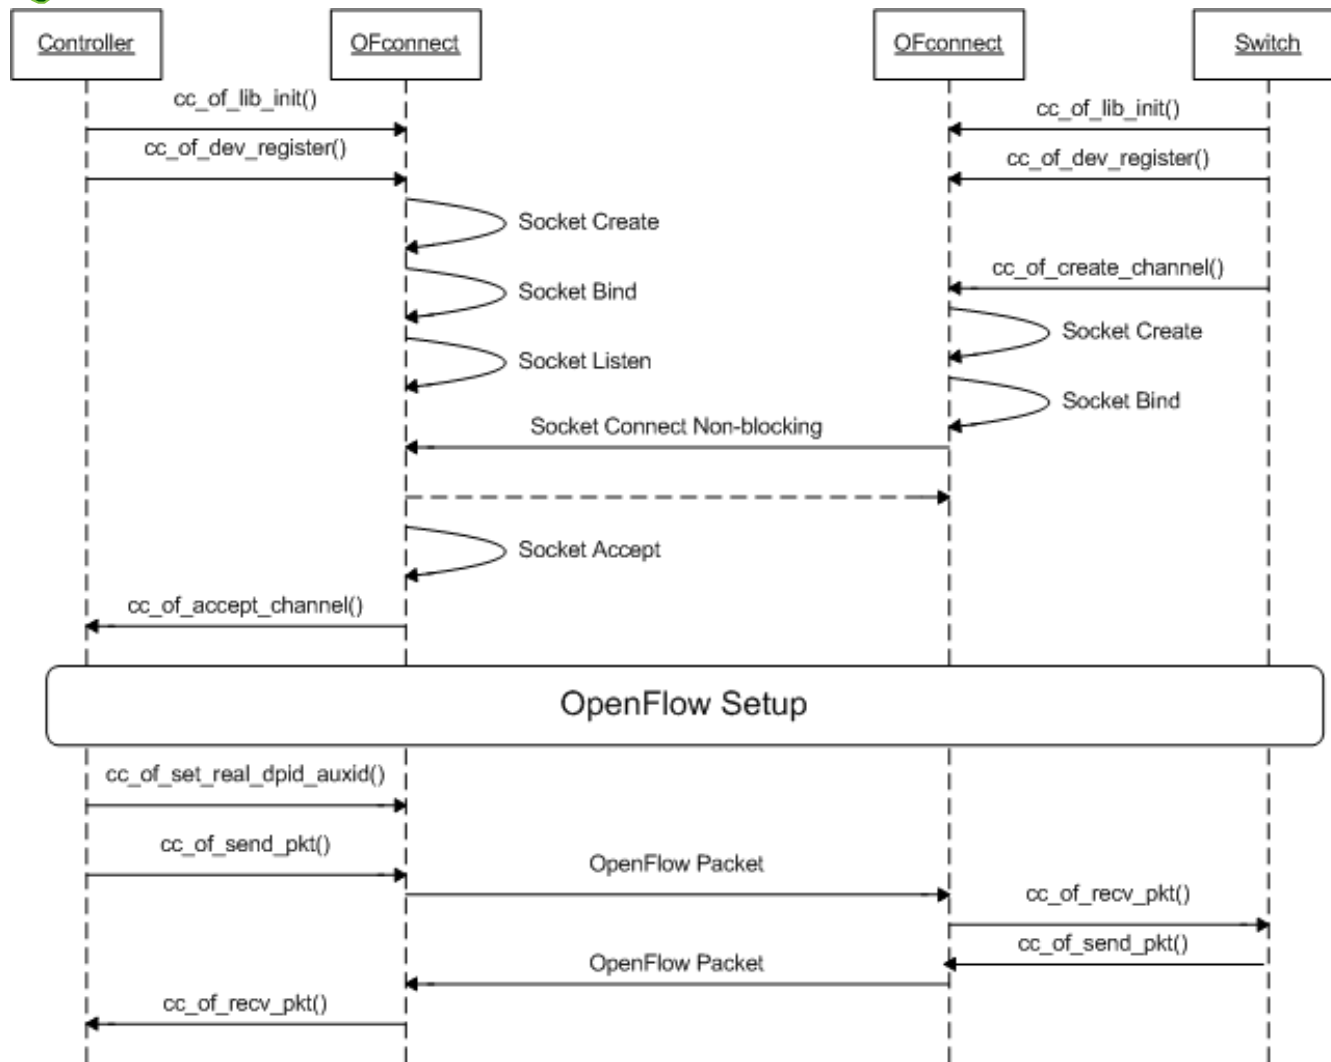 Controller
OFconnect
OFconnect
Switch
cc_of_lib_init()
cc_of_lib_init()
cc_of_dev_register()
cc_of_dev_register()
Socket Create
cc_of_create_channel()
Socket Bind
Socket Create
Socket Listen
Socket Bind
Socket Connect Non-blocking
Socket Accept
cc_of_accept_channel()
OpenFlow Setup
cc_of_set_real_dpid_auxid()
cc_of_send_pkt()
OpenFlow Packet
cc_of_recv_pkt()
cc_of_send_pkt()
OpenFlow Packet
cc_of_recv_pkt()